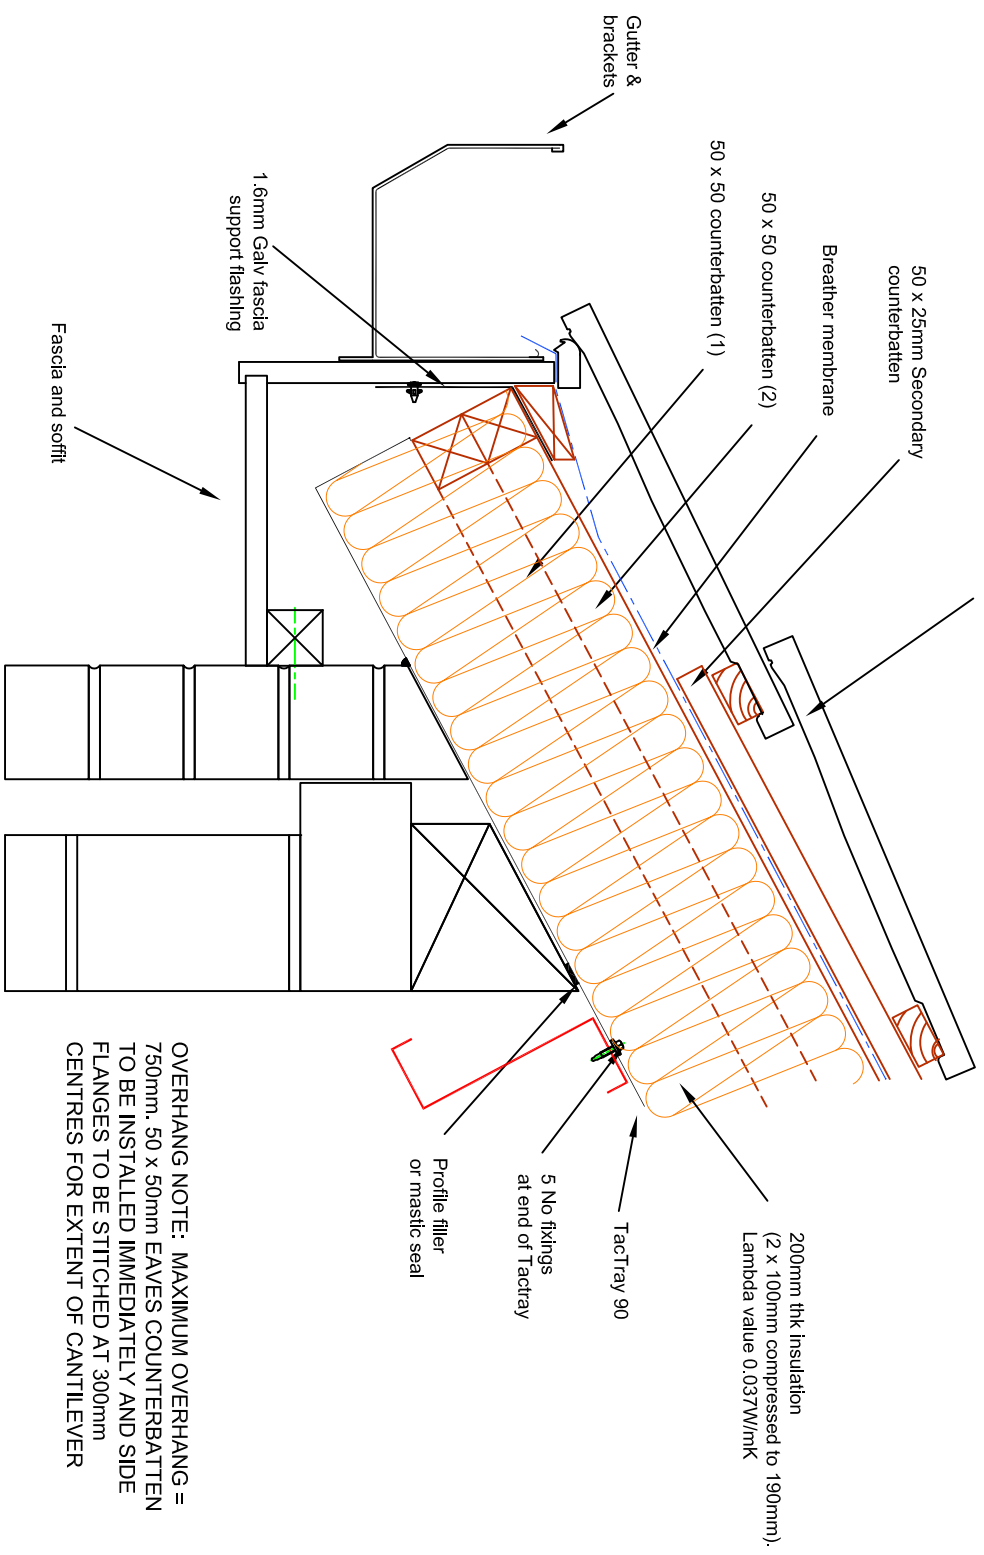 Gutter &
brackets
50 x 50 counterbatten (1)
50 x 50 counterbatten (2)
Breather membrane
50 x 25mm Secondary
counterbatten
1.6mm Galv fascia
support flashing
Fascia and soffit
200mm thk insulation
(2 x 100mm compressed to 190mm).
Lambda value 0.037W/mK
TacTray 90
5 No fixings
at end of Tactray
Profile filler
or mastic seal
OVERHANG NOTE: MAXIMUM OVERHANG =
750mm. 50 x 50mm EAVES COUNTERBATTEN
TO BE INSTALLED IMMEDIATELY AND SIDE
FLANGES TO BE STITCHED AT 300mm
CENTRES FOR EXTENT OF CANTILEVER